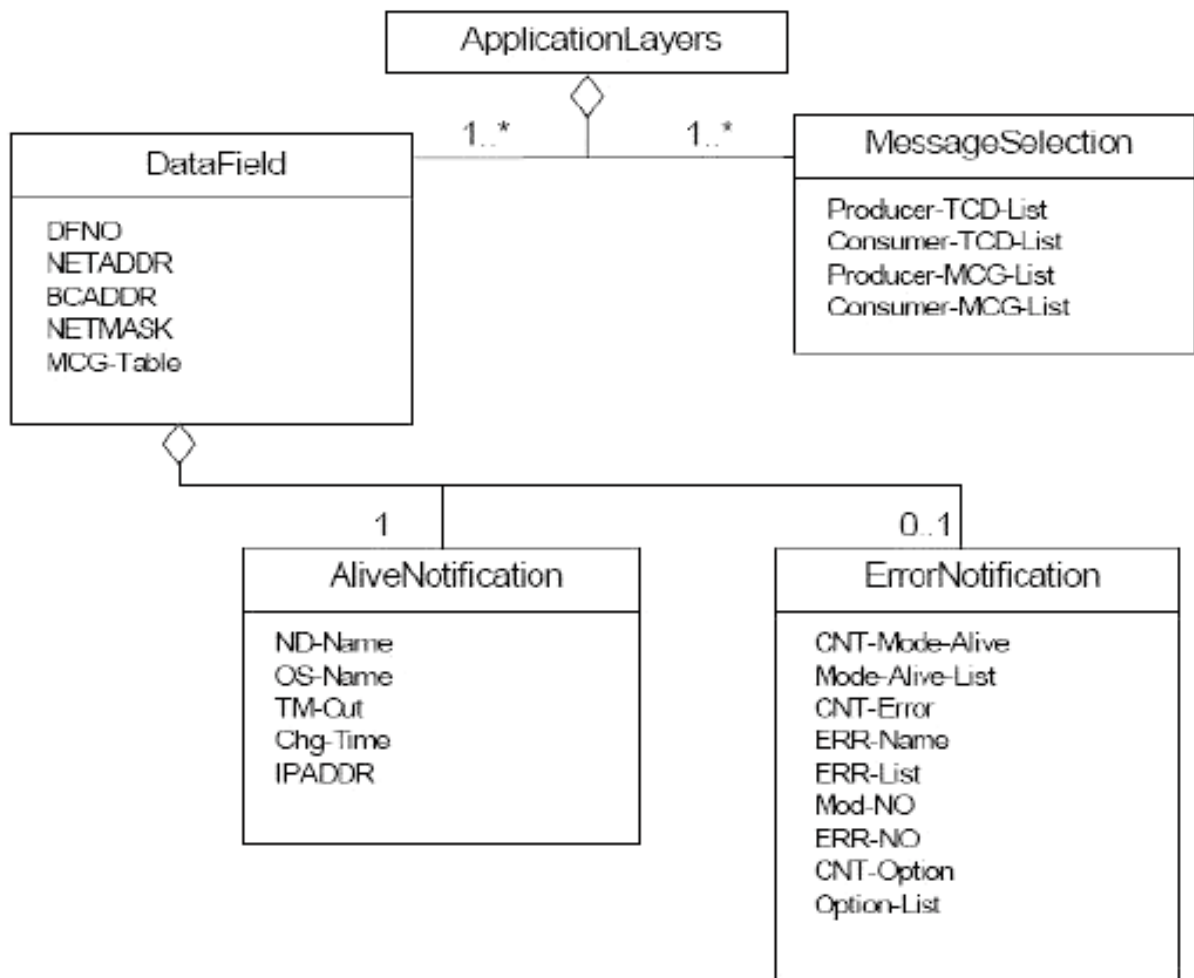 ApplicationLayers
1..*
1..*
DataField
DFNO
NETADDR
BCADDR
NETMASK
MCG-Table
MessageSelection
Producer-TCD-List
Consumer-TCD-List
Producer-MCG-List
Consumer-MCG-List
1
0..1
AliveNotification
ND-Name
OS-Name
TM-Out
Chg-Time
IPADDR
ErrorNotification
CNT-Mode-Alive
Mode-Alive-List
CNT-Error
ERR-Name
ERR-List
Mod-NO
ERR-NO
CNT-Option
Option-List